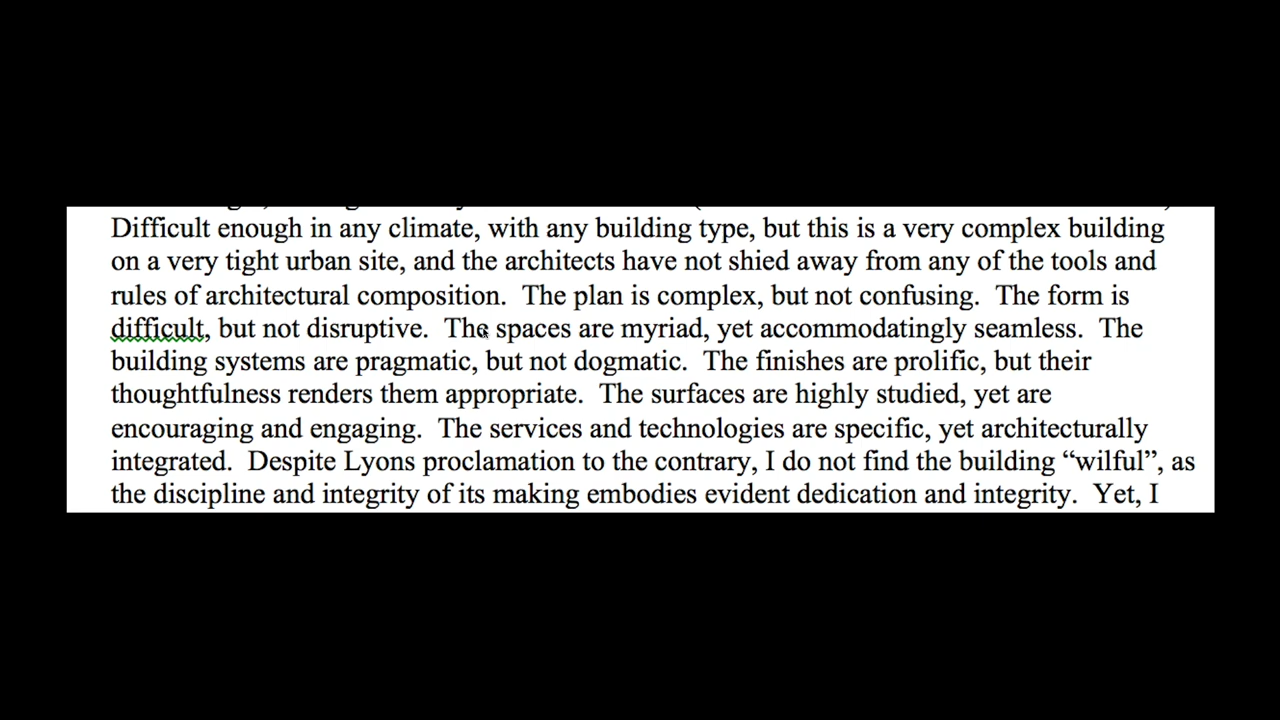 Difficult enough in any climate, with any building type, but this is a very complex building
on a very tight urban site, and the architects have not shied away from any of the tools and
rules of architectural composition.  The plan is complex, but not confusing.  The form is
difficult, but not disruptive.  The spaces are myriad, yet accommodatingly seamless.  The
building systems are pragmatic, but not dogmatic.  The finishes are prolific, but their
thoughtfulness renders them appropriate.  The surfaces are highly studied, yet are
encouraging and engaging.  The services and technologies are specific, yet architecturally
integrated.  Despite Lyons proclamation to the contrary, I do not find the building “wilful”, as
the discipline and integrity of its making embodies evident dedication and integrity.  Yet, I